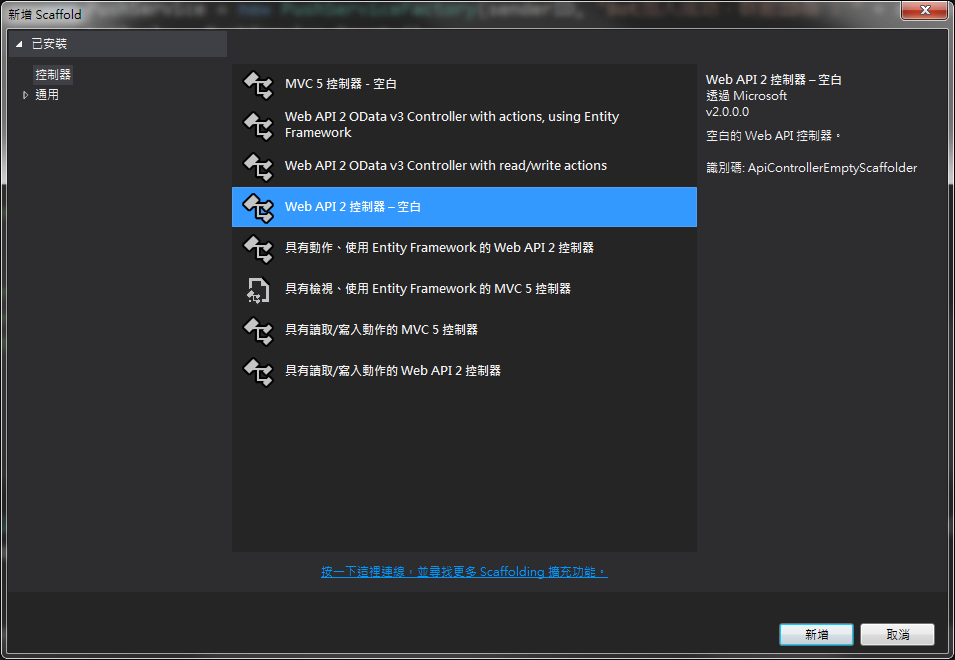 新增 Scaffold
已安裝
控制器
通用
MVC 5 控制器 - 空白
Web API 2 OData v3 Controller with actions, using Entity
Framework
Web API 2 OData v3 Controller with read/write actions
Web API 2 控制器 – 空白
具有動作、使用 Entity Framework 的 Web API 2 控制器
具有檢視、使用 Entity Framework 的 MVC 5 控制器
具有讀取/寫入動作的 MVC 5 控制器
具有讀取/寫入動作的 Web API 2 控制器
Web API 2 控制器 – 空白
透過 Microsoft
v2.0.0.0
空白的 Web API 控制器。
識別碼: ApiControllerEmptyScaffolder
按一下這裡連線，並尋找更多 Scaffolding 擴充功能。
新增
取消